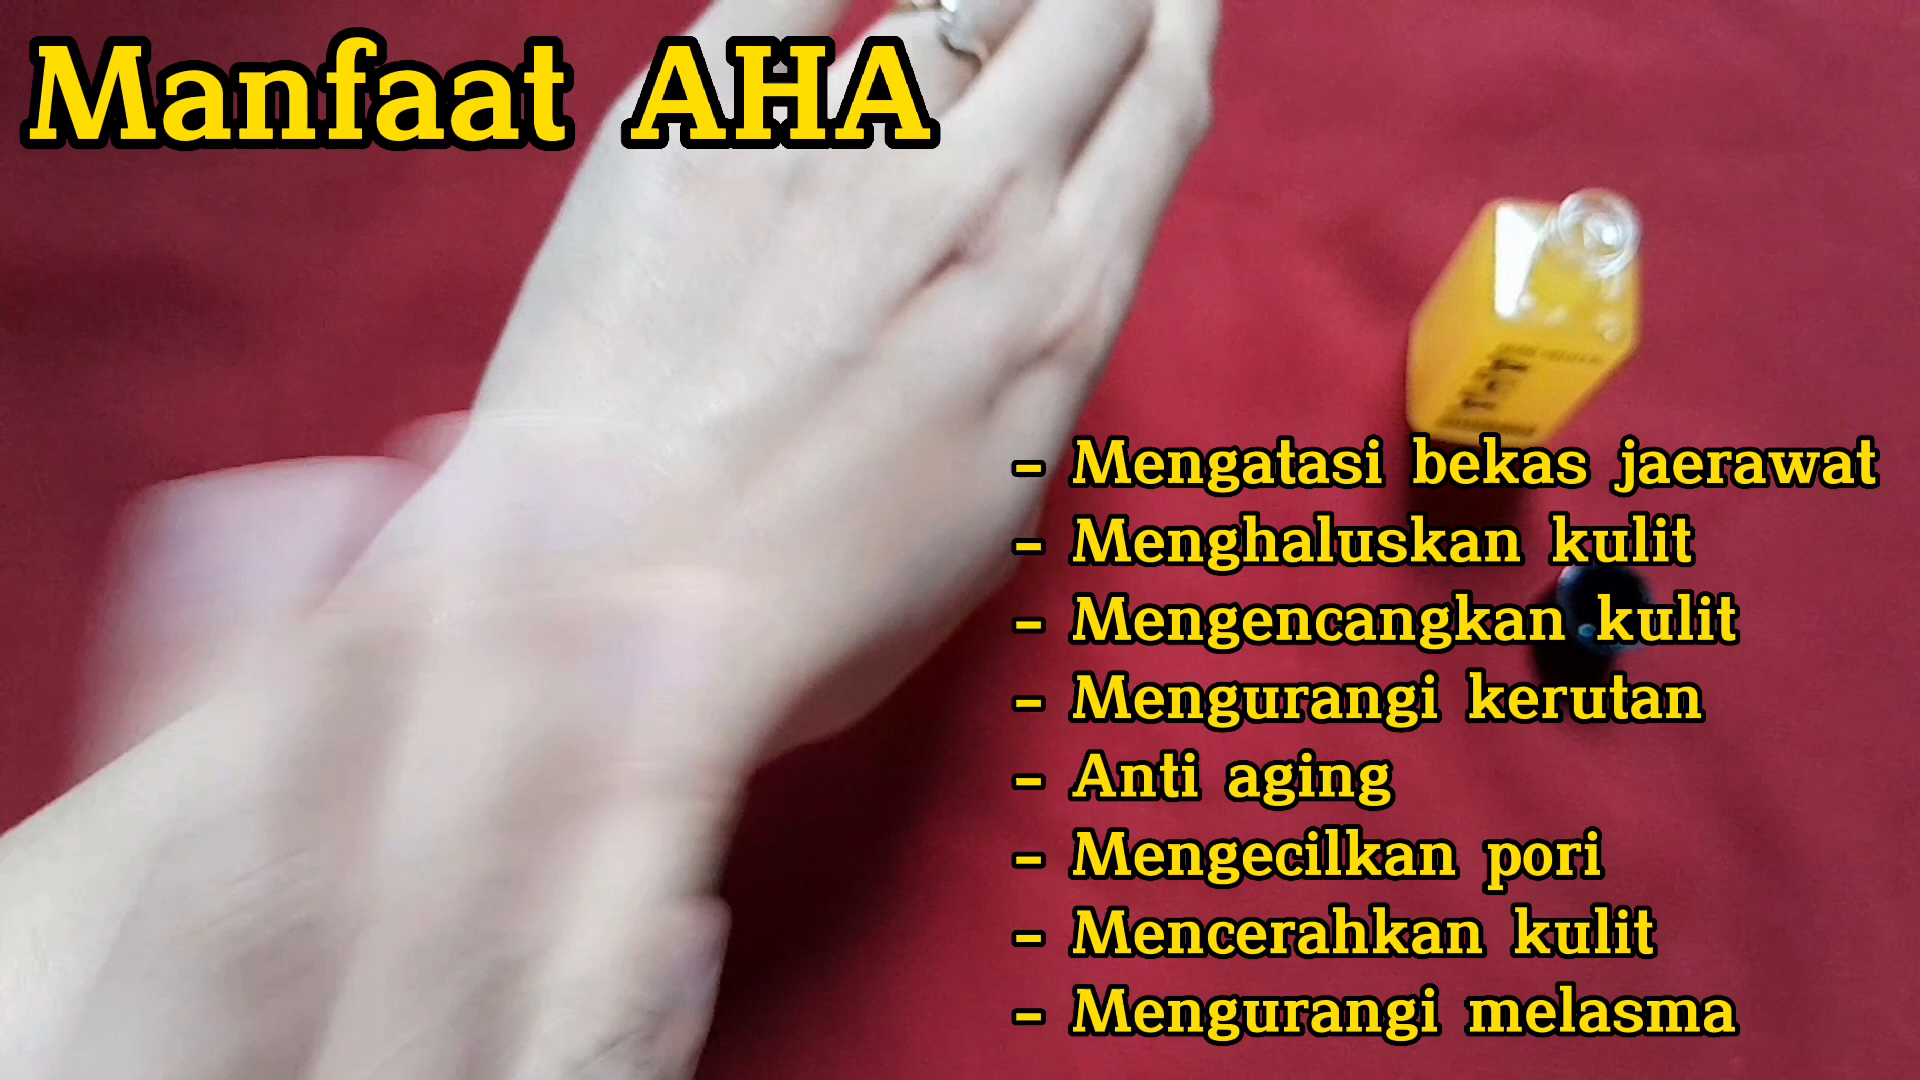 Manfaat AHA
- Mengatasi bekas jaerawat
- Menghaluskan kulit
- Mengencangkan kulit
- Mengurangi kerutan
- Anti aging
- Mengecilkan pori
- Mencerahkan kulit
- Mengurangi melasma